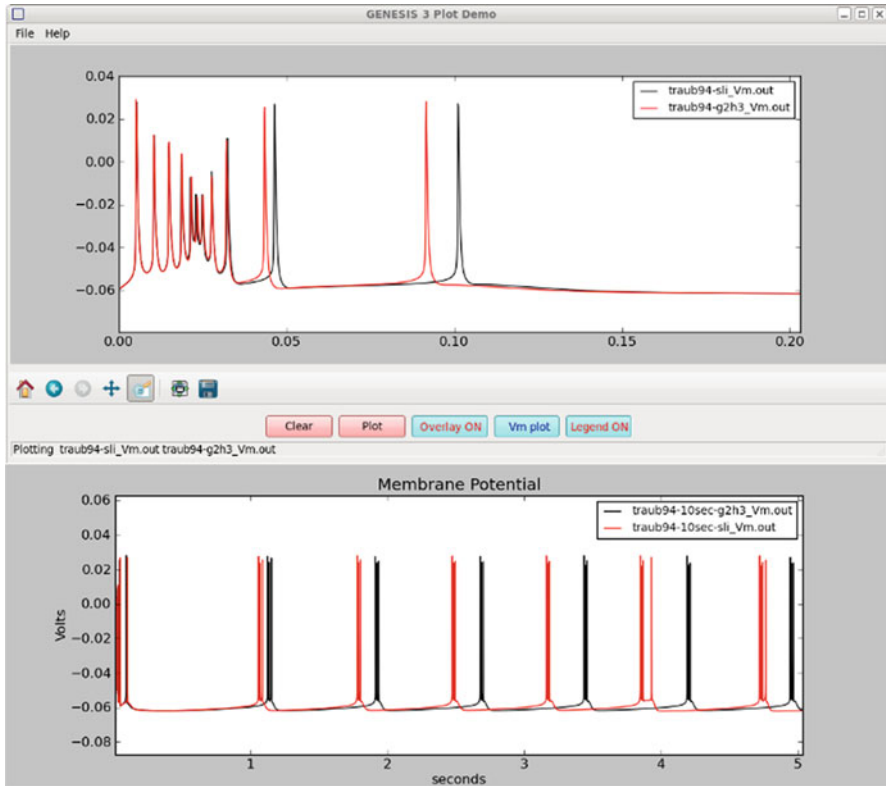 GENESIS 3 Plot Demo
File Help
0.04
0.02
0.00
−0.02
−0.04
−0.06
traub94-sli_Vm.out
traub94-g2h3_Vm.out
0.00 0.05 0.10 0.15 0.20
Clear Plot Overlay ON Vm plot Legend ON
Plotting traub94-sli_Vm.out traub94-g2h3_Vm.out
Membrane Potential
0.06
0.04
0.02
0.00
−0.02
−0.04
−0.06
−0.08
Volts
traub94-10sec-g2h3_Vm.out
traub94-10sec-sli_Vm.out
1 2 3 4 5
seconds